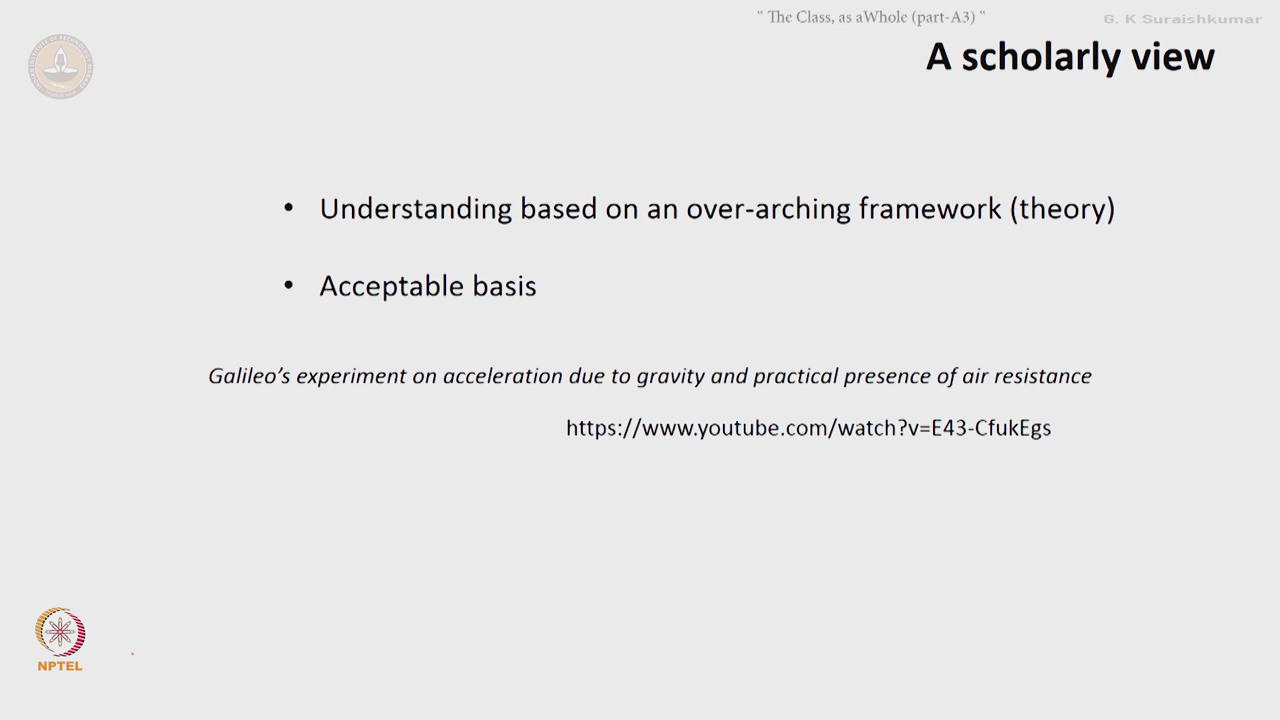 " The Class, as aWhole (part-A3) "
G. K Suraishkumar
A scholarly view
• Understanding based on an over-arching framework (theory)
• Acceptable basis
Galileo's experiment on acceleration due to gravity and practical presence of air resistance
https://www.youtube.com/watch?v=E43-CfukEgs
NPTEL